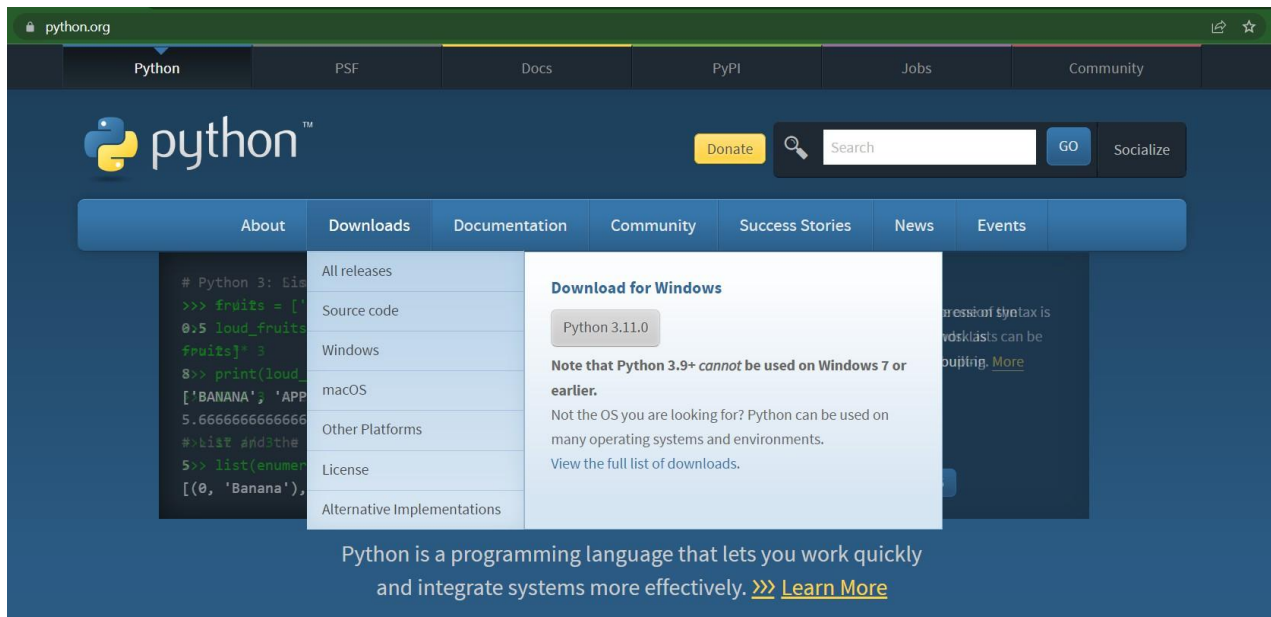 python.org
Python PSF Docs PyPI Jobs Community
python™
Donate Search GO Socialize
About Downloads Documentation Community Success Stories News Events
All releases
Source code
Windows
macOS
Other Platforms
License
Alternative Implementations
Download for Windows
Python 3.11.0
Note that Python 3.9+ cannot be used on Windows 7 or
earlier.
Not the OS you are looking for? Python can be used on
many operating systems and environments.
View the full list of downloads.
# Python 3:
>>> fruits = ['
loud_fruits
fruits]
print(loud_
['BANANA', 'APP
5.6666666666666
list(enumer
[(0, 'Banana'),
More
Python is a programming language that lets you work quickly
and integrate systems more effectively. >>> Learn More